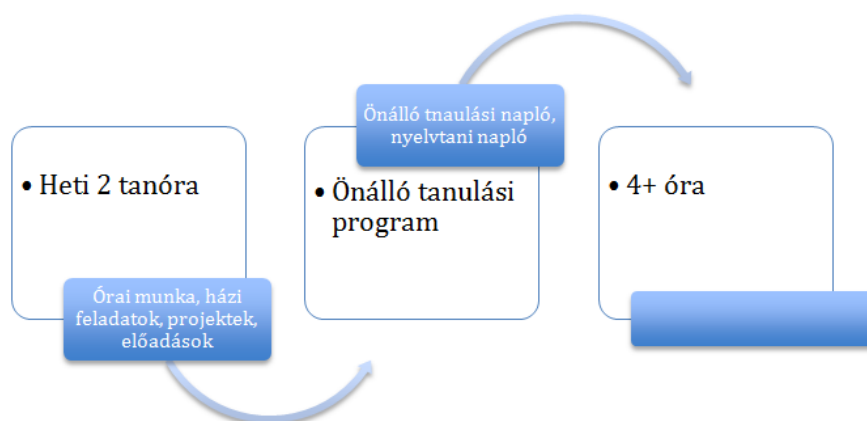 • Heti 2 tanóra
Órai munka, házi
feladatok, projektek,
előadások
Önálló tnaulási napló,
nyelvtani napló
• Önálló tanulási
program
• 4+ óra